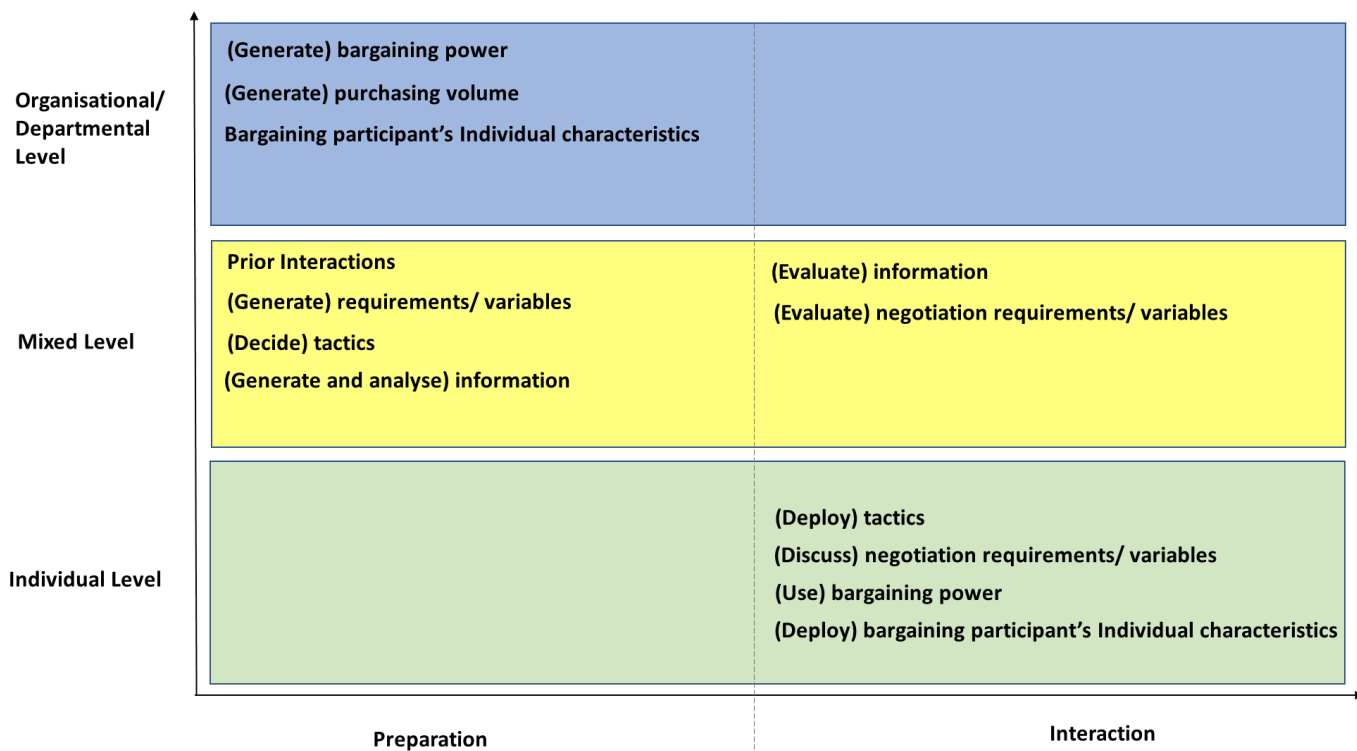 Organisational/
Departmental
Level
(Generate) bargaining power
(Generate) purchasing volume
Bargaining participant’s Individual characteristics
Mixed Level
Prior Interactions
(Generate) requirements/ variables
(Decide) tactics
(Generate and analyse) information
(Evaluate) information
(Evaluate) negotiation requirements/ variables
Individual Level
(Deploy) tactics
(Discuss) negotiation requirements/ variables
(Use) bargaining power
(Deploy) bargaining participant’s Individual characteristics
Preparation
Interaction